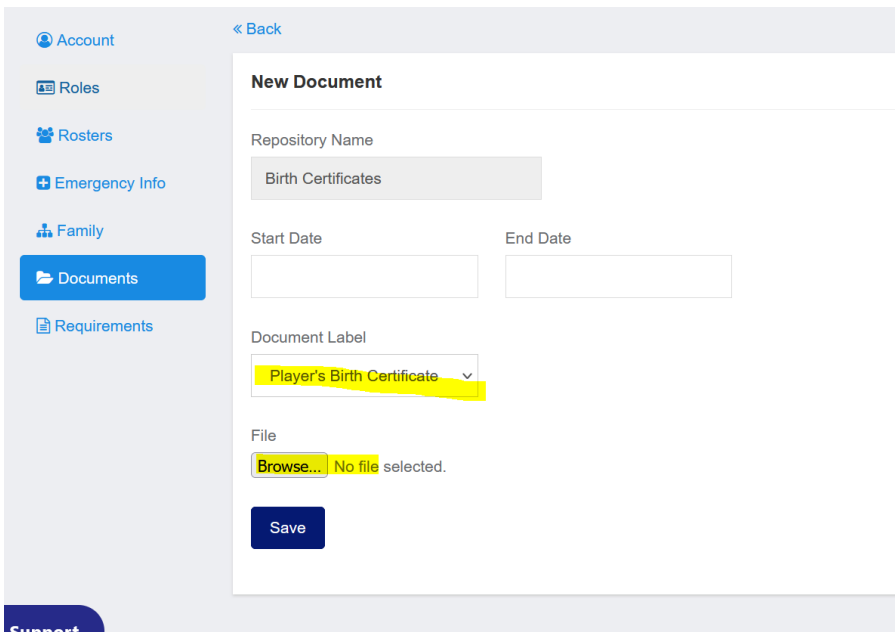 Account
Roles
Rosters
Emergency Info
Family
Documents
Requirements
« Back
New Document
Repository Name
Birth Certificates
Start Date End Date
Document Label
Player's Birth Certificate
File
Browse... No file selected.
Save
Support